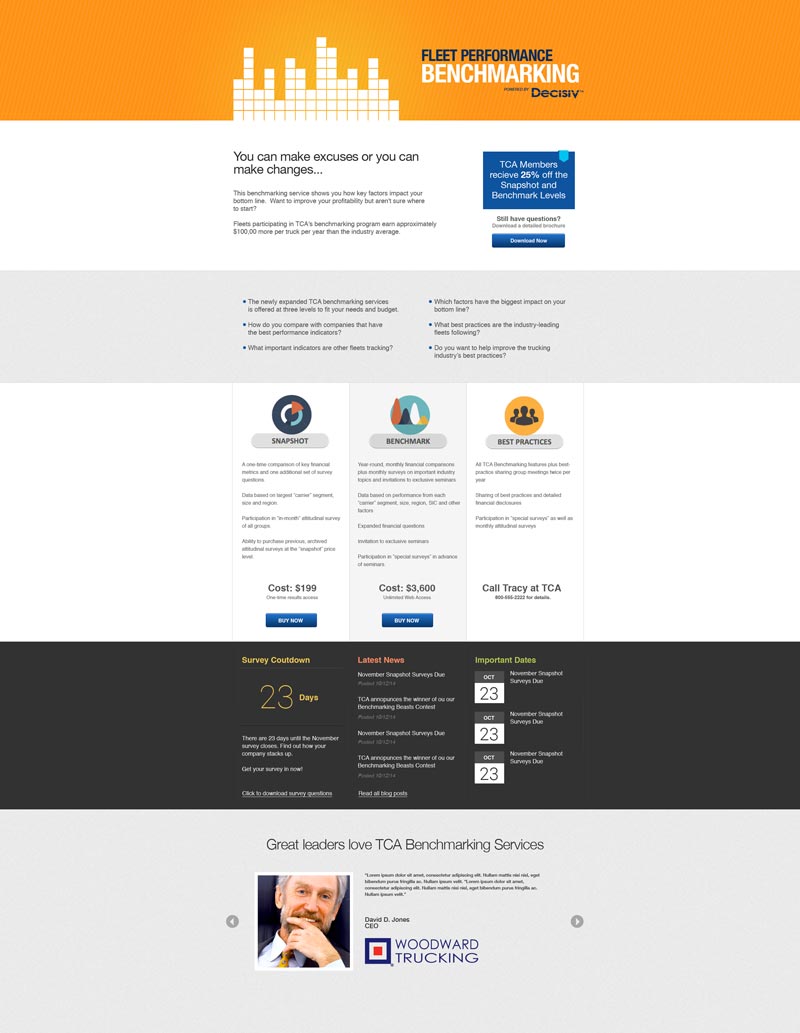 FLEET PERFORMANCE
BENCHMARKING
POWERED BY Decisiv™
You can make excuses or you can
make changes...
This benchmarking service shows you how key factors impact your
bottom line. Want to improve your profitability but aren't sure where
to start?
Fleets participating in TCA's benchmarking program earn approximately
$100,00 more per truck per year than the industry average.
TCA Members
recieve 25% off the
Snapshot and
Benchmark Levels
Still have questions?
Download a detailed brochure
Download Now
The newly expanded TCA benchmarking services
is offered at three levels to fit your needs and budget.
How do you compare with companies that have
the best performance indicators?
What important indicators are other fleets tracking?
Which factors have the biggest impact on your
bottom line?
What best practices are the industry-leading
fleets following?
Do you want to help improve the trucking
industry's best practices?
SNAPSHOT
A one-time comparison of key financial
metrics and one additional set of survey
questions
Data based on targest "carrier" segment,
size and region.
Participation in "in-month" attitudinal survey
of all groups
Ability to purchase previous, archered
attitudinal surveys at the "snapshot" price
level
Cost: $199
One-time results access
BUY NOW
BENCHMARK
Year-round, monthly financial comparisons
plus monthly surveys on important industry
topics and invitations to exclusive seminars
Data based on performance from each
"carrier" segment, size, region, SIC and other
factors
Expanded financial questions
Invitation to exclusive seminars
Participation in "special surveys" in advance
of seminars
Cost: $3,600
Unlimited Web Access
BUY NOW
BEST PRACTICES
All TCA Benchmarking features plus best
practice sharing group meetings twice per
year
Sharing of best practices and detailed
financial disclosures
Participation in "special surveys" as well as
monthly attitudinal surveys
Call Tracy at TCA
800-555-2222 for details.
Survey Coutdown
23 Days
There are 23 days until the November
survey closes. Find out how your
company stacks up.
Get your survey in now!
Click to download survey questions
Latest News
November Snapshot Surveys Due
Posted 10/12/14
TCA annopunces the winner of ou our
Benchmarking Beasts Contest
Posted 10/12/14
November Snapshot Surveys Due
Posted 10/12/14
TCA annopunces the winner of ou our
Benchmarking Beasts Contest
Posted 10/12/14
Read all blog posts
Important Dates
OCT
23
November Snapshot
Surveys Due
OCT
23
November Snapshot
Surveys Due
OCT
23
November Snapshot
Surveys Due
Great leaders love TCA Benchmarking Services
"Lorem ipsum dolor sit amet, consectetur adipiscing elit. Nullam mattis nisi nisl, eget
bibendum purus fringilla ac. Nullam ipsum velit. "Lorem ipsum dolor sit amet,
consectetur adipiscing elit. Nullam mattis nisi nisl, eget bibendum purus fringilla ac.
Nullam ipsum velit."
David D. Jones
CEO
WOODWARD
TRUCKING